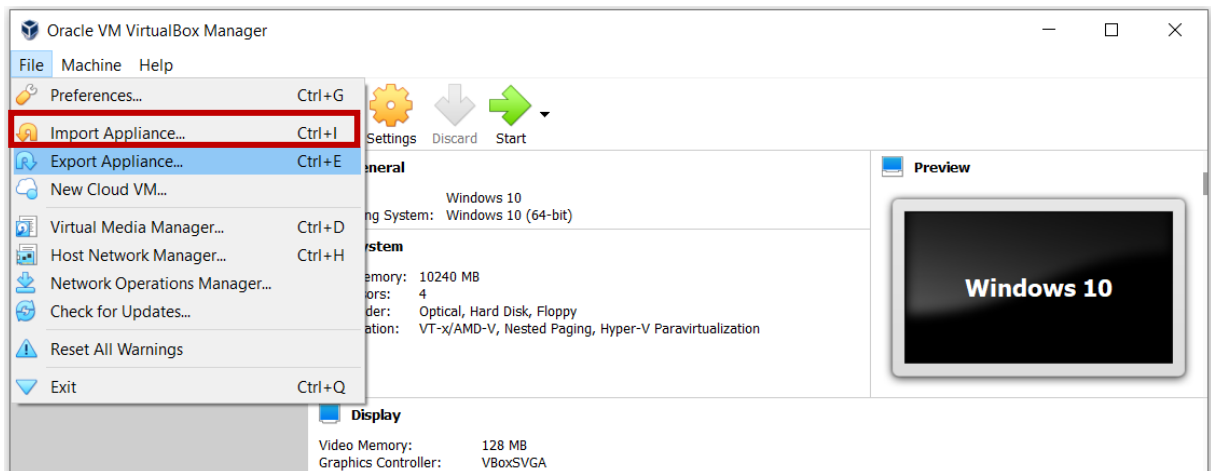 Oracle VM VirtualBox Manager
File Machine Help
Preferences... Ctrl+G
Import Appliance... Ctrl+I
Export Appliance... Ctrl+E
New Cloud VM...
Virtual Media Manager... Ctrl+D
Host Network Manager... Ctrl+H
Network Operations Manager...
Check for Updates...
Reset All Warnings
Exit Ctrl+Q
Settings Discard Start
eneral
Windows 10
ng System: Windows 10 (64-bit)
ystem
emory: 10240 MB
sors: 4
der: Optical, Hard Disk, Floppy
ation: VT-x/AMD-V, Nested Paging, Hyper-V Paravirtualization
Preview
Windows 10
Display
Video Memory: 128 MB
Graphics Controller: VBoxSVGA